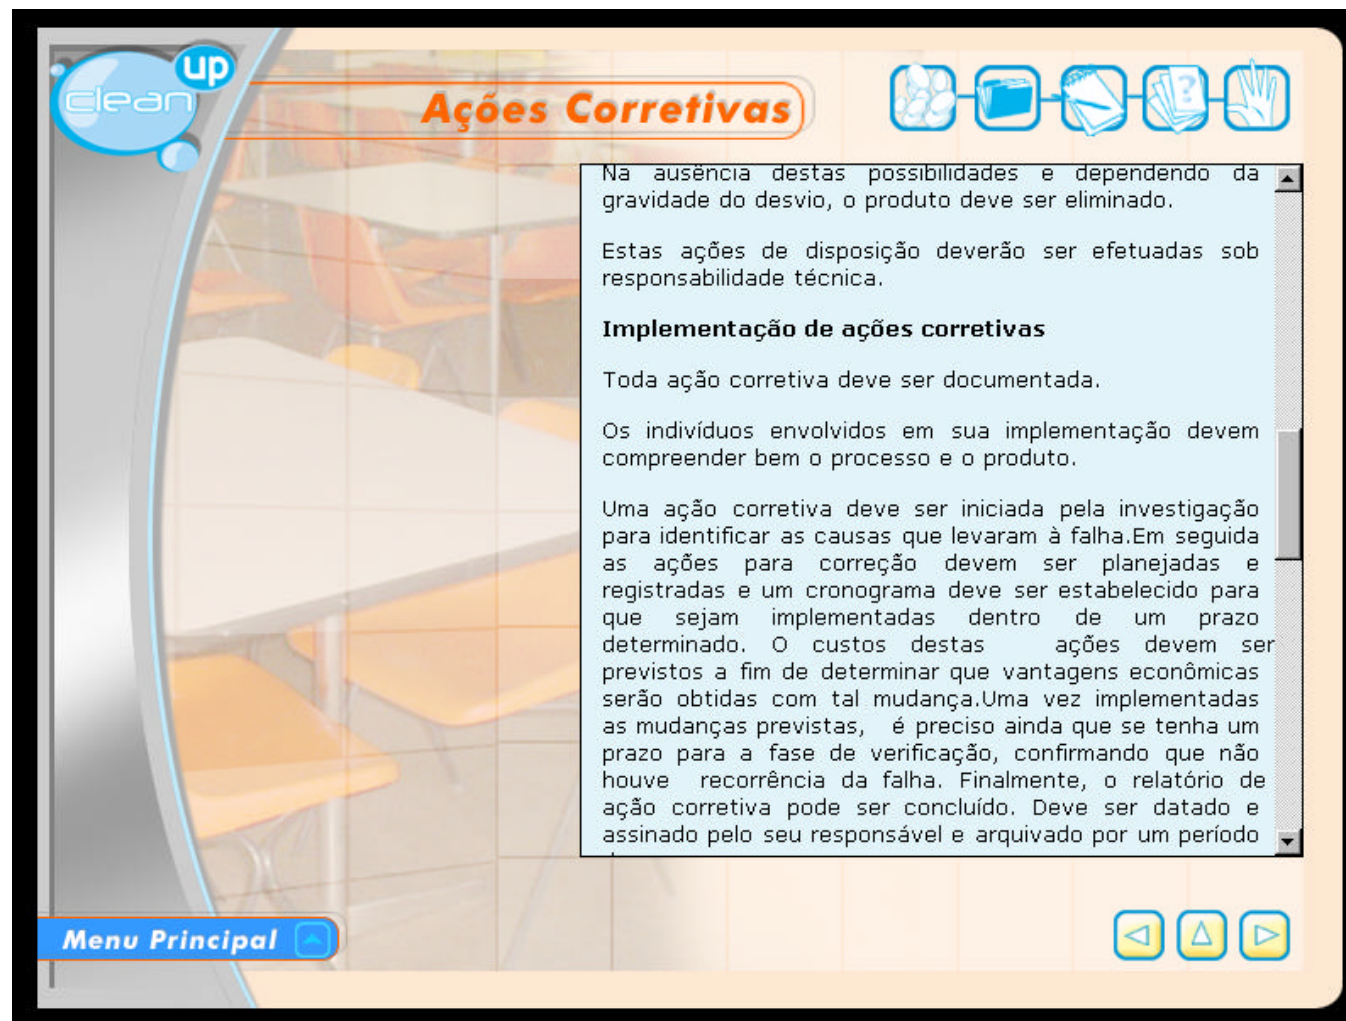 clean up
Ações Corretivas
?
Na ausência destas possibilidades e dependendo da
gravidade do desvio, o produto deve ser eliminado.
Estas ações de disposição deverão ser efetuadas sob
responsabilidade técnica.
Implementação de ações corretivas
Toda ação corretiva deve ser documentada.
Os indivíduos envolvidos em sua implementação devem
compreender bem o processo e o produto.
Uma ação corretiva deve ser iniciada pela investigação
para identificar as causas que levaram à falha.Em seguida
as ações para correção devem ser planejadas e
registradas e um cronograma deve ser estabelecido para
que sejam implementadas dentro de um prazo
determinado. O custos destas ações devem ser
previstos a fim de determinar que vantagens econômicas
serão obtidas com tal mudança.Uma vez implementadas
as mudanças previstas, é preciso ainda que se tenha um
prazo para a fase de verificação, confirmando que não
houve recorrência da falha. Finalmente, o relatório de
ação corretiva pode ser concluído. Deve ser datado e
assinado pelo seu responsável e arquivado por um período
Menu Principal